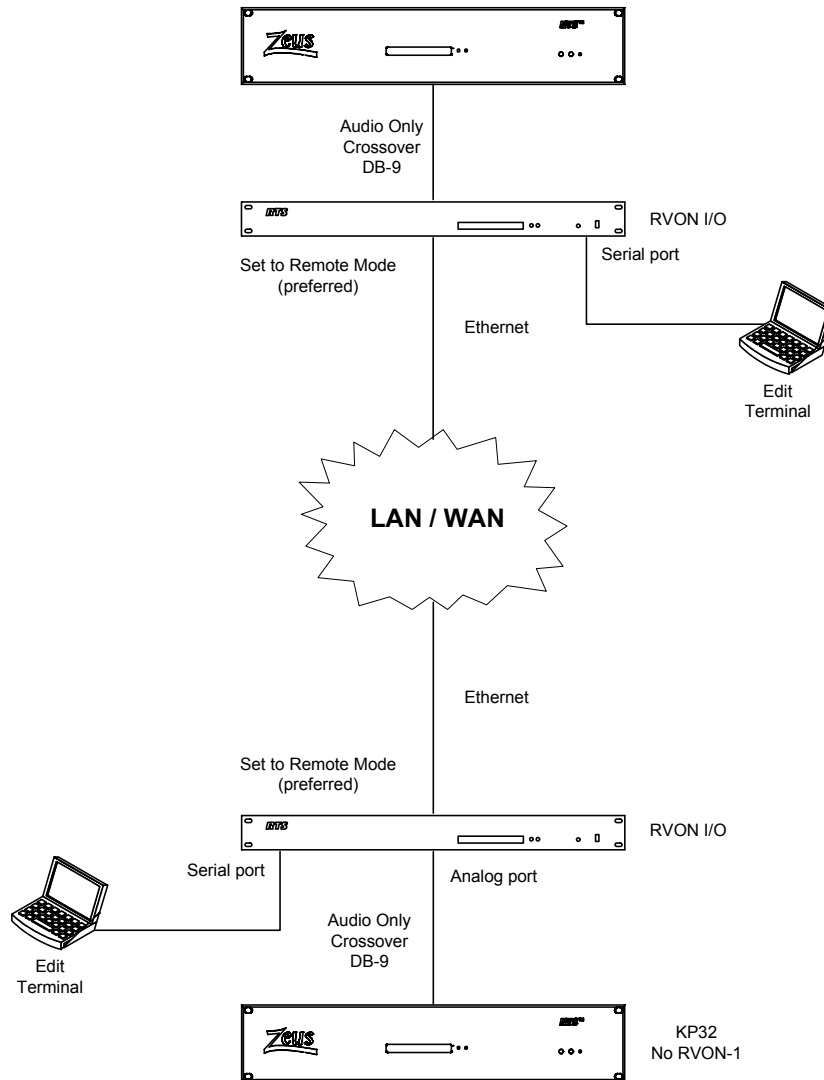 Zeus
RTS™
Audio Only
Crossover
DB-9
RTS
RVON I/O
Set to Remote Mode
(preferred)
Serial port
Ethernet
Edit
Terminal
LAN / WAN
Ethernet
Set to Remote Mode
(preferred)
RTS
RVON I/O
Serial port
Analog port
Audio Only
Crossover
DB-9
Edit
Terminal
Zeus
RTS™
KP32
No RVON-1